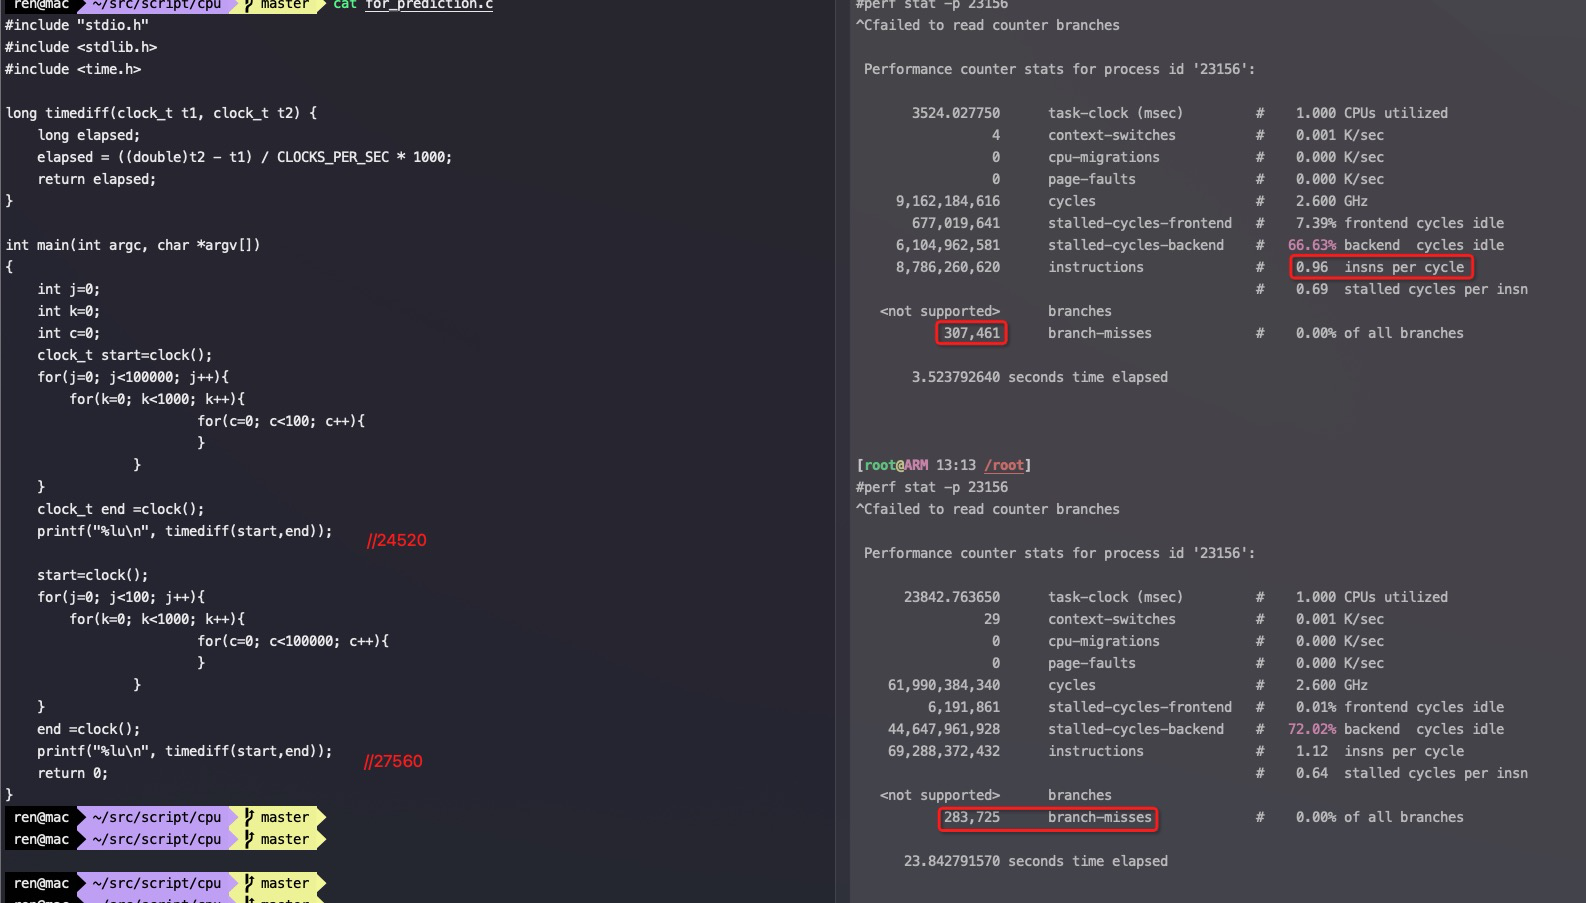 ren@mac ~/src/script/cpu master cat for_prediction.c
#include "stdio.h"
#include <stdlib.h>
#include <time.h>
long timediff(clock_t t1, clock_t t2) {
    long elapsed;
    elapsed = ((double)t2 - t1) / CLOCKS_PER_SEC * 1000;
    return elapsed;
}
int main(int argc, char *argv[])
{
    int j=0;
    int k=0;
    int c=0;
    clock_t start=clock();
    for(j=0; j<100000; j++){
        for(k=0; k<1000; k++){
                        for(c=0; c<100; c++){
                        }
                }
    }
    clock_t end =clock();
    printf("%lu\n", timediff(start,end)); //24520
    start=clock();
    for(j=0; j<100; j++){
        for(k=0; k<1000; k++){
                        for(c=0; c<100000; c++){
                        }
                }
    }
    end =clock();
    printf("%lu\n", timediff(start,end)); //27560
    return 0;
}
ren@mac ~/src/script/cpu master
ren@mac ~/src/script/cpu master
ren@mac ~/src/script/cpu master
ren@mac ~/src/script/cpu master
#perf stat -p 23156
^Cfailed to read counter branches
Performance counter stats for process id '23156':
3524.027750 task-clock (msec) # 1.000 CPUs utilized
4 context-switches # 0.001 K/sec
0 cpu-migrations # 0.000 K/sec
0 page-faults # 0.000 K/sec
9,162,184,616 cycles # 2.600 GHz
677,019,641 stalled-cycles-frontend # 7.39% frontend cycles idle
6,104,962,581 stalled-cycles-backend # 66.63% backend cycles idle
8,786,260,620 instructions # 0.96 insns per cycle
# 0.69 stalled cycles per insn
<not supported> branches
307,461 branch-misses # 0.00% of all branches
3.523792640 seconds time elapsed
[root@ARM 13:13 /root]
#perf stat -p 23156
^Cfailed to read counter branches
Performance counter stats for process id '23156':
23842.763650 task-clock (msec) # 1.000 CPUs utilized
29 context-switches # 0.001 K/sec
0 cpu-migrations # 0.000 K/sec
0 page-faults # 0.000 K/sec
61,990,384,340 cycles # 2.600 GHz
6,191,861 stalled-cycles-frontend # 0.01% frontend cycles idle
44,647,961,928 stalled-cycles-backend # 72.02% backend cycles idle
69,288,372,432 instructions # 1.12 insns per cycle
# 0.64 stalled cycles per insn
<not supported> branches
283,725 branch-misses # 0.00% of all branches
23.842791570 seconds time elapsed